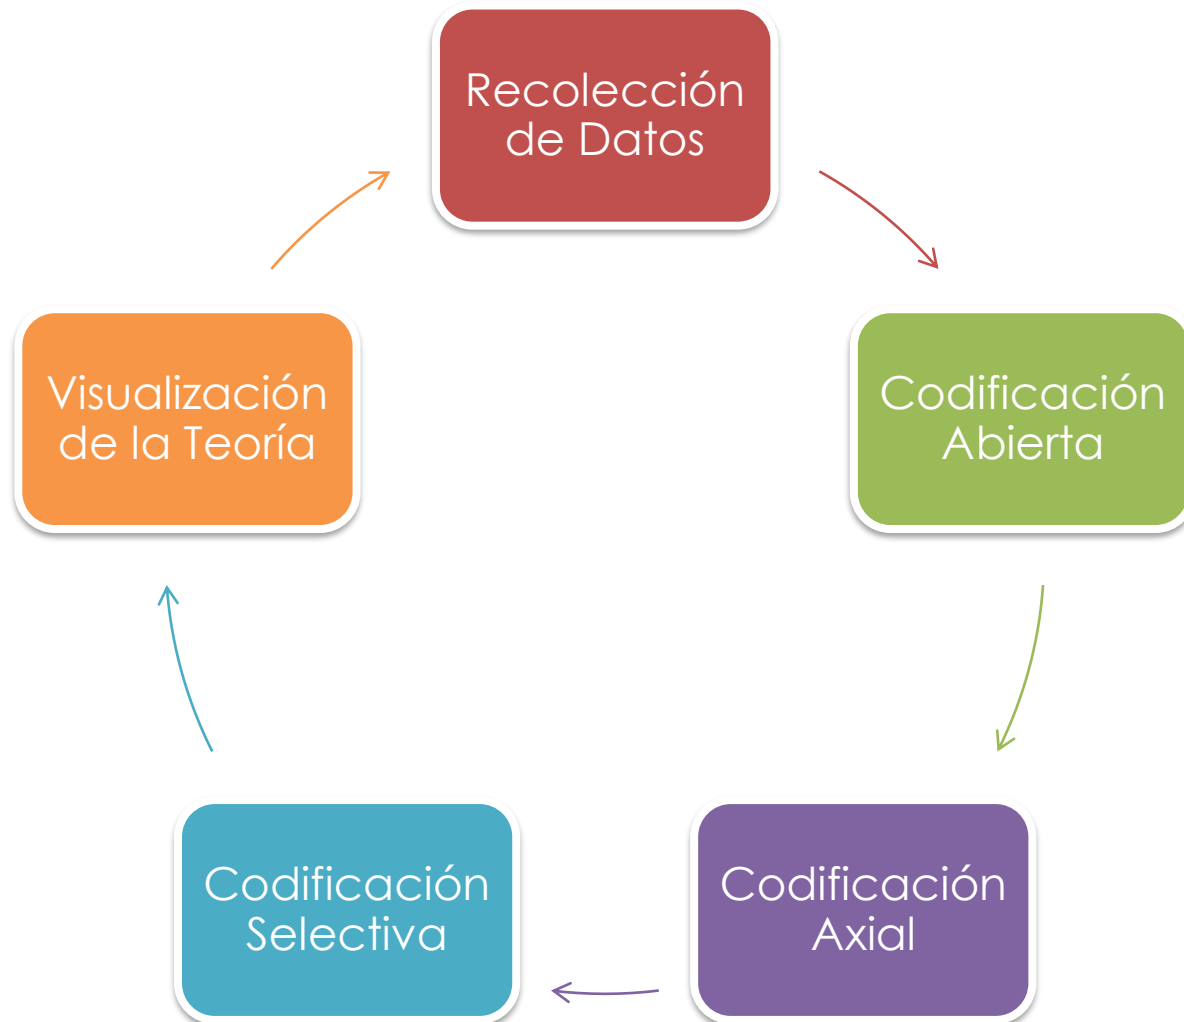 Recolección
de Datos
Visualización
de la Teoría
Codificación
Abierta
Codificación
Selectiva
Codificación
Axial